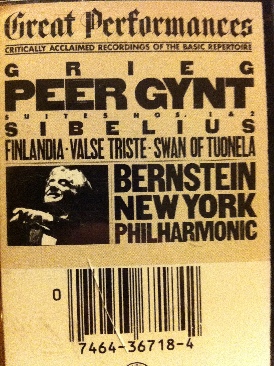 Great Performances
CRITICALLY ACCLAIMED RECORDINGS OF THE BASIC REPERTOIRE
GRIEG
PEER GYNT
SUITES NOS. 1 & 2
SIBELIUS
FINLANDIA · VALSE TRISTE · SWAN OF TUONELA
BERNSTEIN
NEW YORK
PHILHARMONIC
0
7464-36718-4